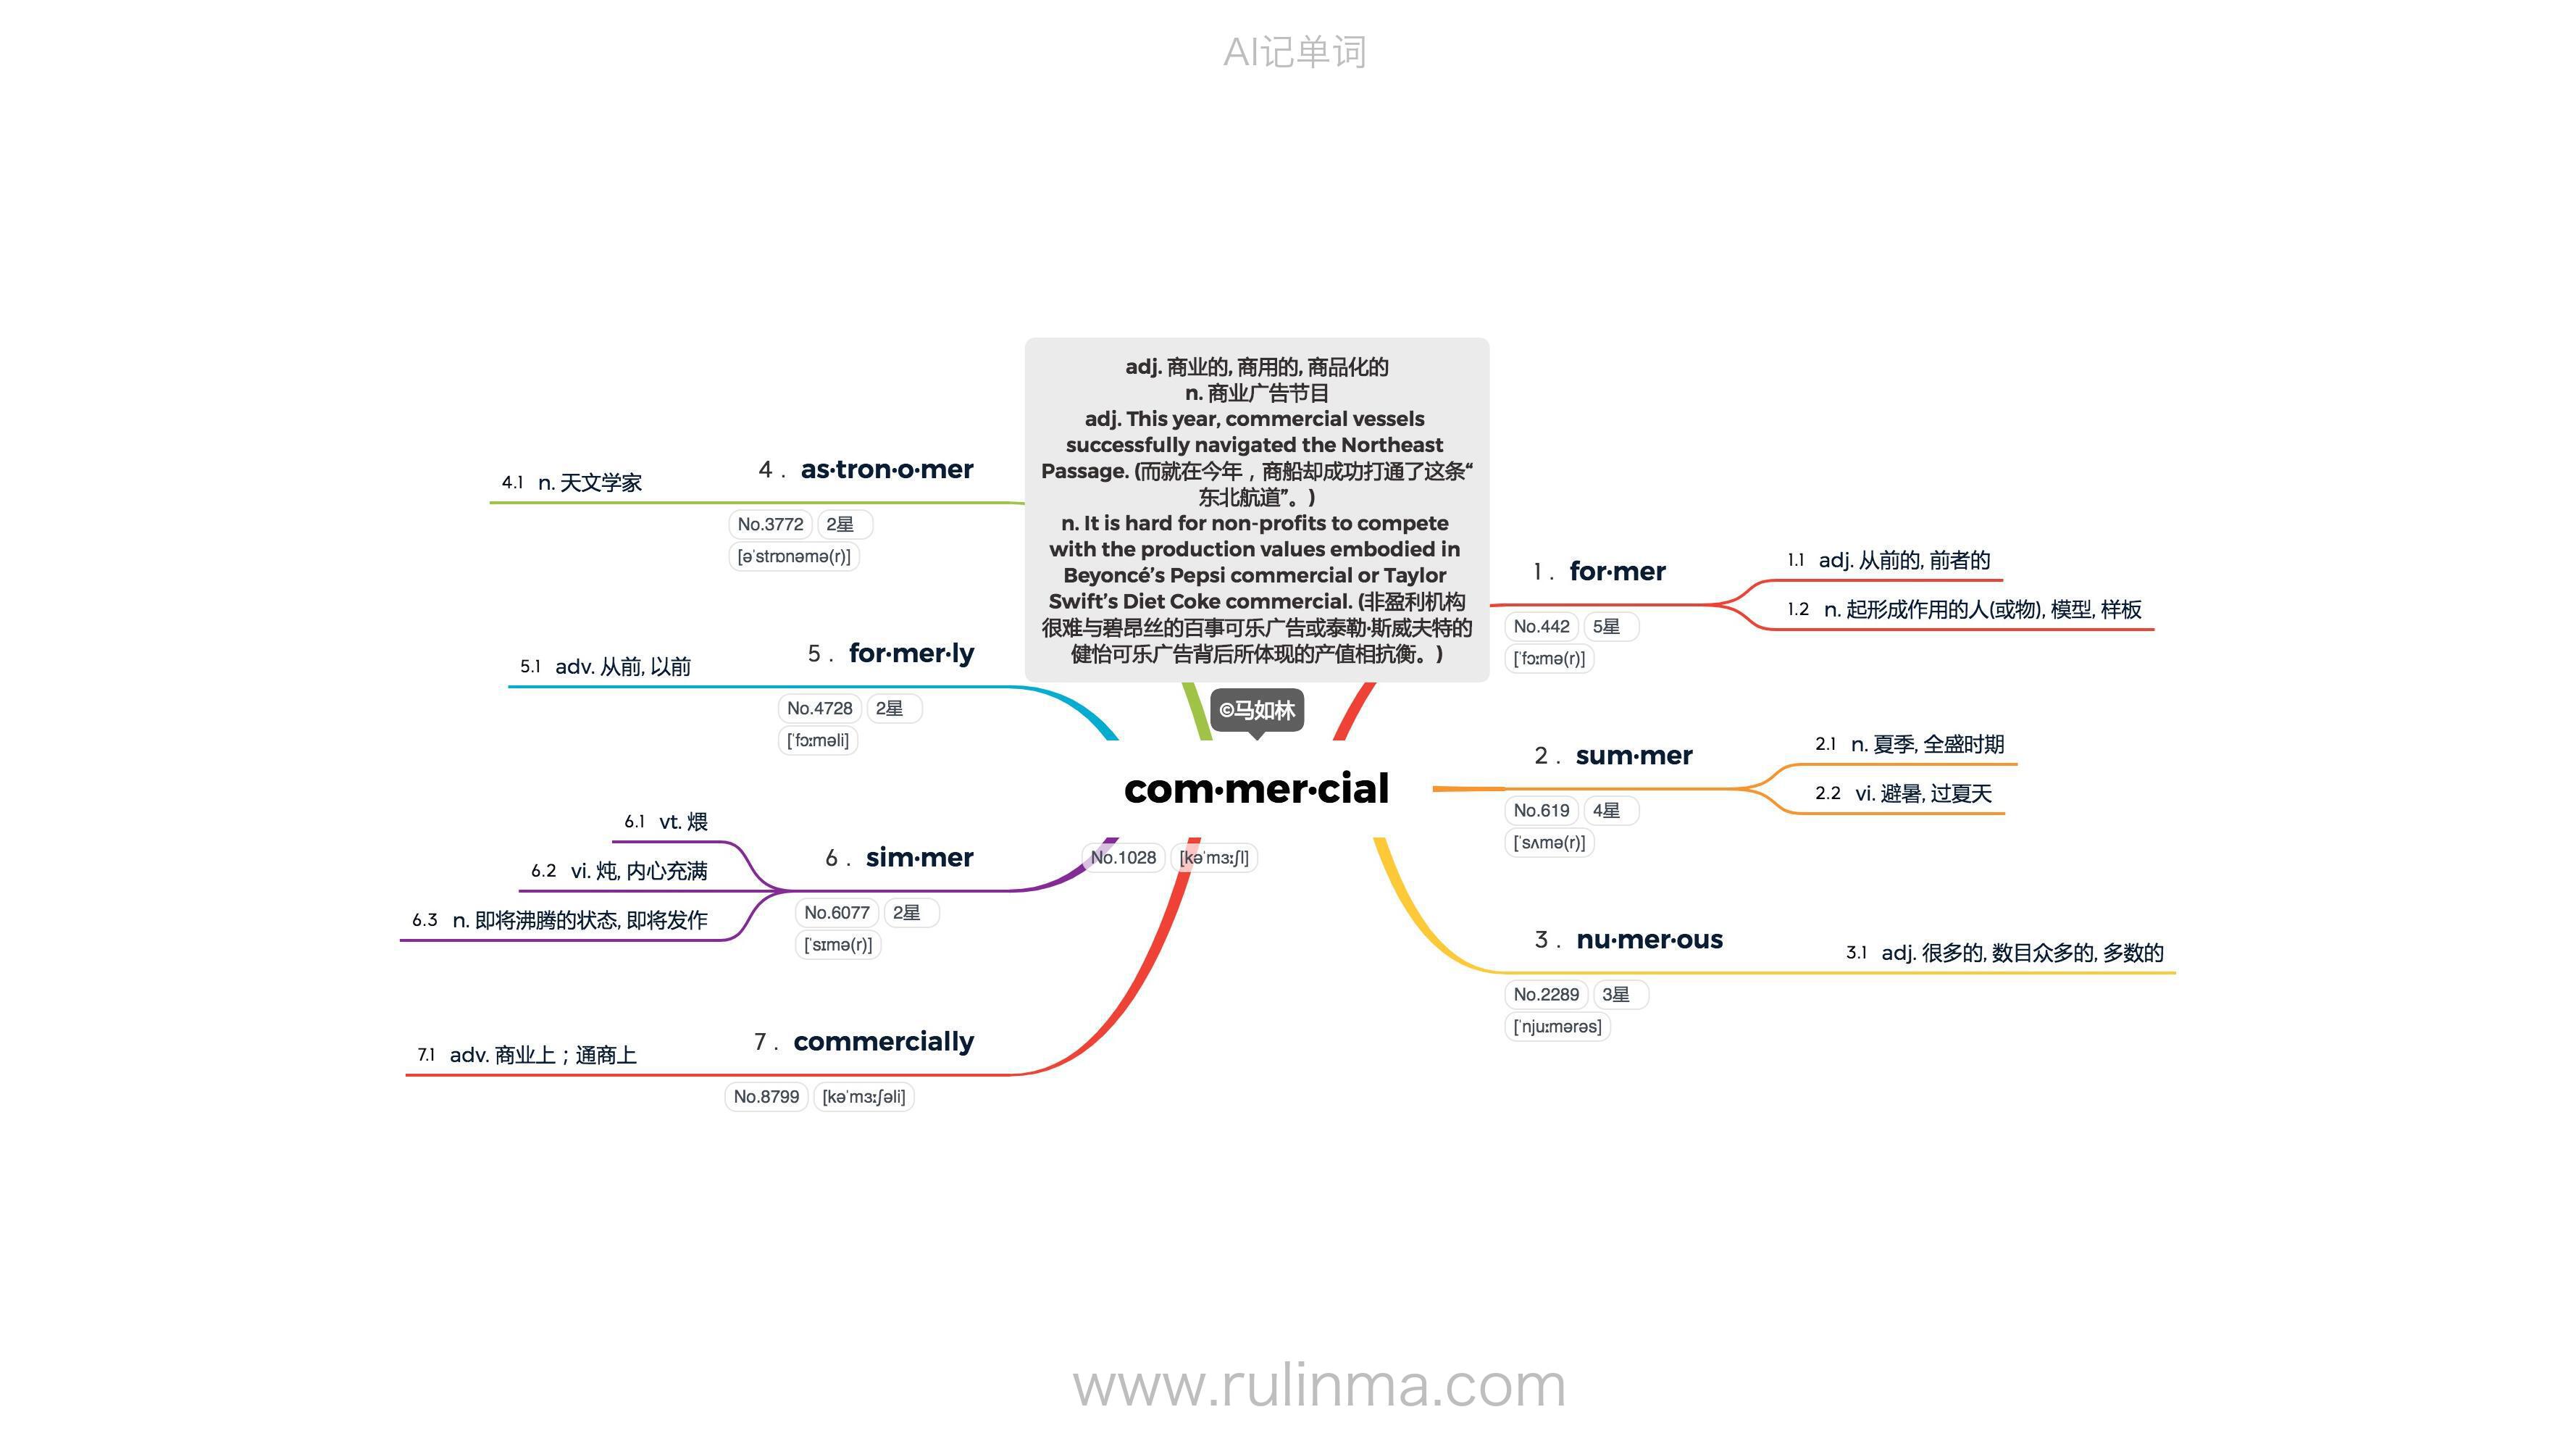 AI记单词
adj. 商业的, 商用的, 商品化的
n. 商业广告节目
adj. This year, commercial vessels
successfully navigated the Northeast
Passage. (而就在今年，商船却成功打通了这条“
东北航道”。)
n. It is hard for non-profits to compete
with the production values embodied in
Beyoncé’s Pepsi commercial or Taylor
Swift’s Diet Coke commercial. (非盈利机构
很难与碧昂丝的百事可乐广告或泰勒·斯威夫特的
健怡可乐广告背后所体现的产值相抗衡。)
©马如林
com·mer·cial
No.1028 [kəˈmɜːʃl]
1 . for·mer
No.442 5星
[ˈfɔːmə(r)]
1.1 adj. 从前的, 前者的
1.2 n. 起形成作用的人(或物), 模型, 样板
2 . sum·mer
No.619 4星
[ˈsʌmə(r)]
2.1 n. 夏季, 全盛时期
2.2 vi. 避暑, 过夏天
3 . nu·mer·ous
No.2289 3星
[ˈnjuːmərəs]
3.1 adj. 很多的, 数目众多的, 多数的
4 . as·tron·o·mer
No.3772 2星
[əˈstrɒnəmə(r)]
4.1 n. 天文学家
5 . for·mer·ly
No.4728 2星
[ˈfɔːməli]
5.1 adv. 从前, 以前
6 . sim·mer
No.6077 2星
[ˈsɪmə(r)]
6.1 vt. 煨
6.2 vi. 炖, 内心充满
6.3 n. 即将沸腾的状态, 即将发作
7 . commercially
No.8799 [kəˈmɜːʃəli]
7.1 adv. 商业上；通商上
www.rulinma.com